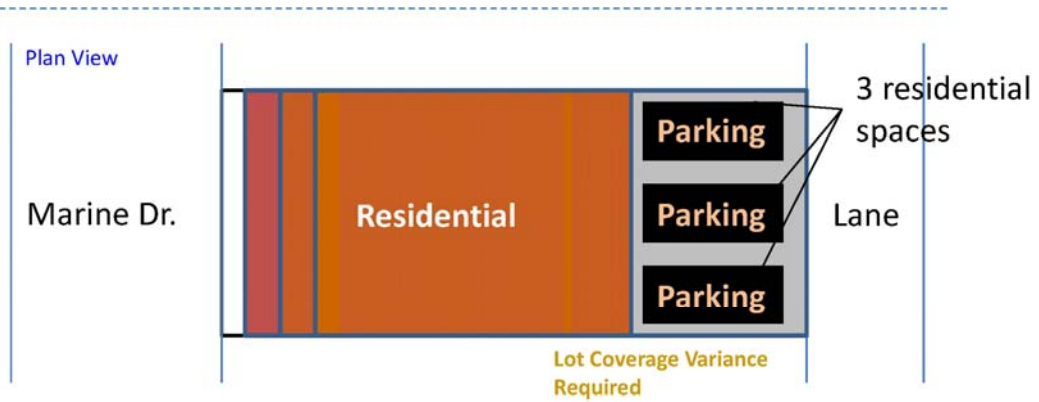 Plan View
3 residential
spaces
Parking
Marine Dr.
Residential
Parking
Lane
Parking
Lot Coverage Variance
Required